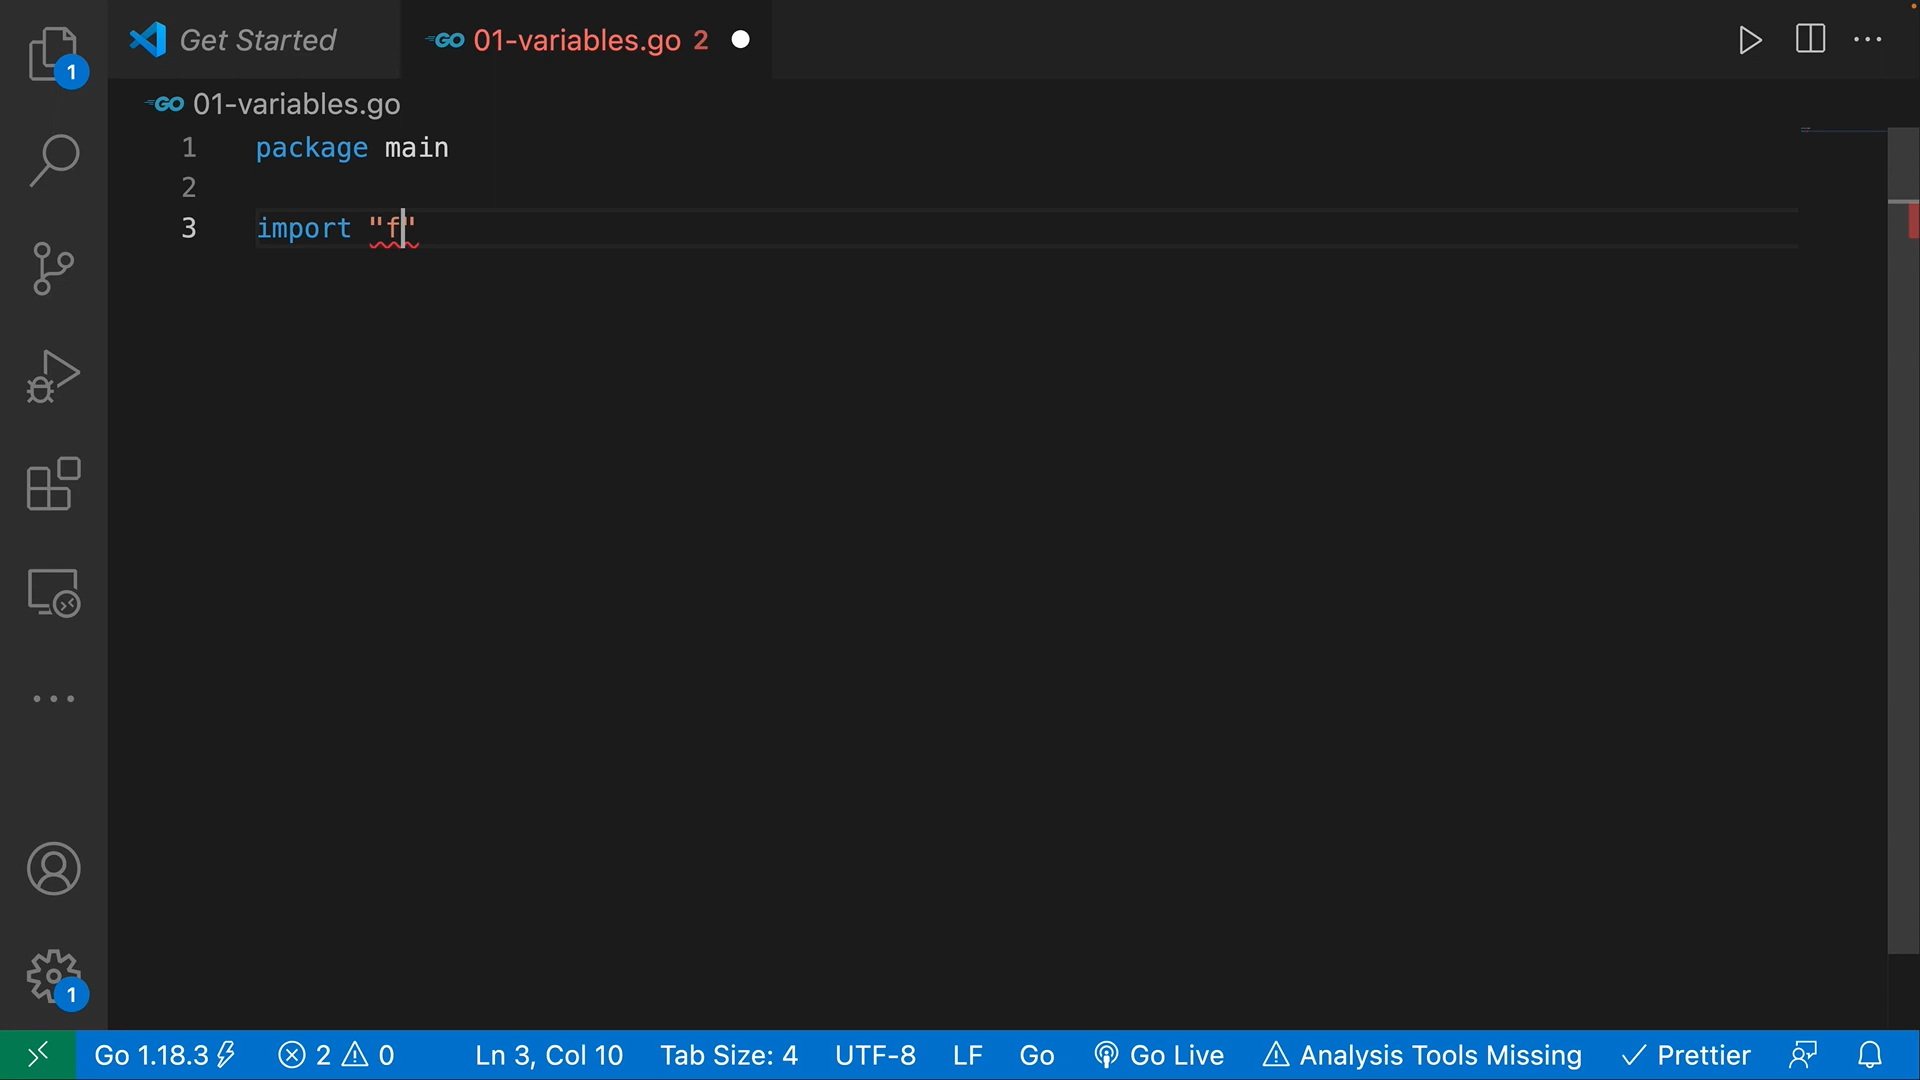 Get Started
GO 01-variables.go 2
GO 01-variables.go
1 package main
2
3 import "f"
1
1
Go 1.18.3 2 0 Ln 3, Col 10 Tab Size: 4 UTF-8 LF Go Go Live Analysis Tools Missing Prettier